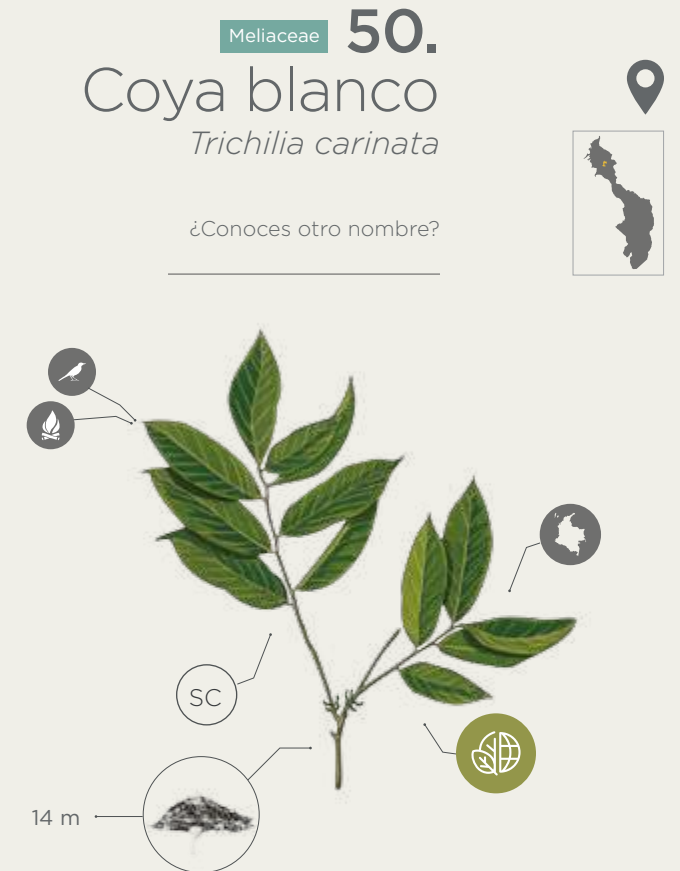 Meliaceae 50.
Coya blanco
Trichilia carinata
¿Conoces otro nombre?
SC
14 m